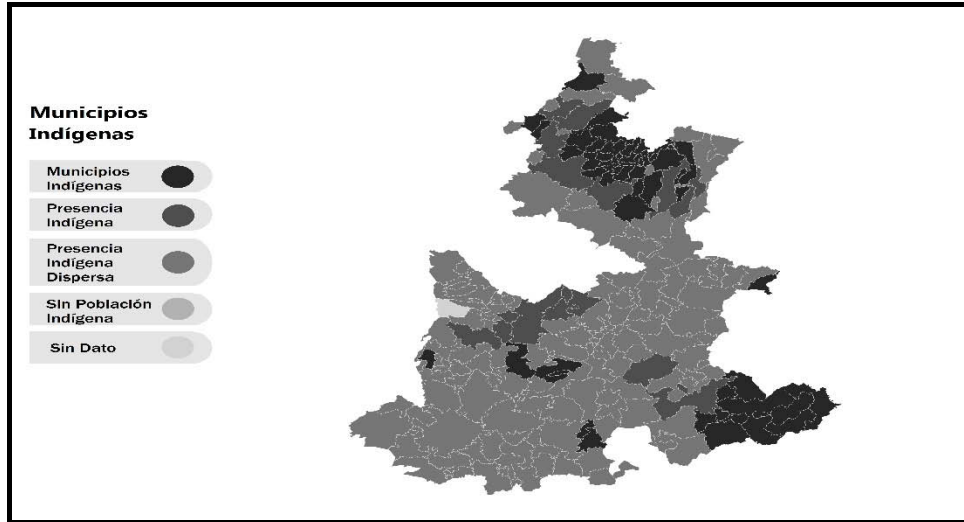 Municipios
Indígenas
Municipios
Indígenas
Presencia
Indígena
Presencia
Indígena
Dispersa
Sin Población
Indígena
Sin Dato